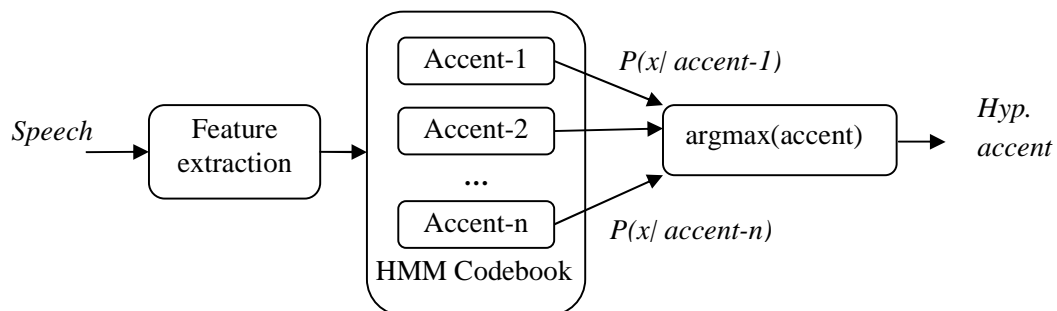 Speech
Feature
extraction
Accent-1
Accent-2
...
Accent-n
HMM Codebook
P(x/ accent-1)
P(x/ accent-n)
argmax(accent)
Hyp.
accent